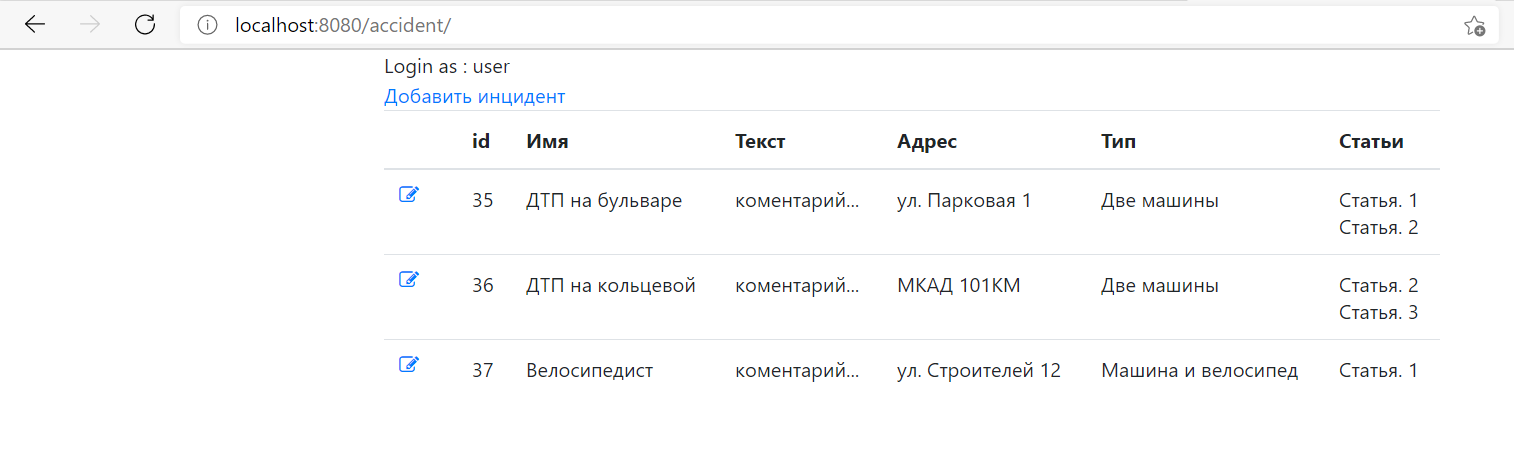 localhost:8080/accident/
Login as : user
Добавить инцидент
id Имя Текст Адрес Тип Статьи
35 ДТП на бульваре коментарий... ул. Парковая 1 Две машины Статья. 1
Статья. 2
36 ДТП на кольцевой коментарий... МКАД 101КМ Две машины Статья. 2
Статья. 3
37 Велосипедист коментарий... ул. Строителей 12 Машина и велосипед Статья. 1